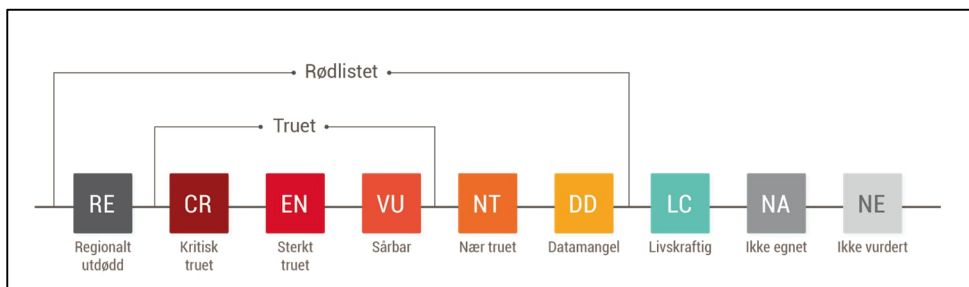 Rødlistet
Truet
RE CR EN VU NT DD LC NA NE
Regionalt utdødd
Kritisk truet
Sterkt truet
Sårbar
Nær truet
Datamangel
Livskraftig
Ikke egnet
Ikke vurdert